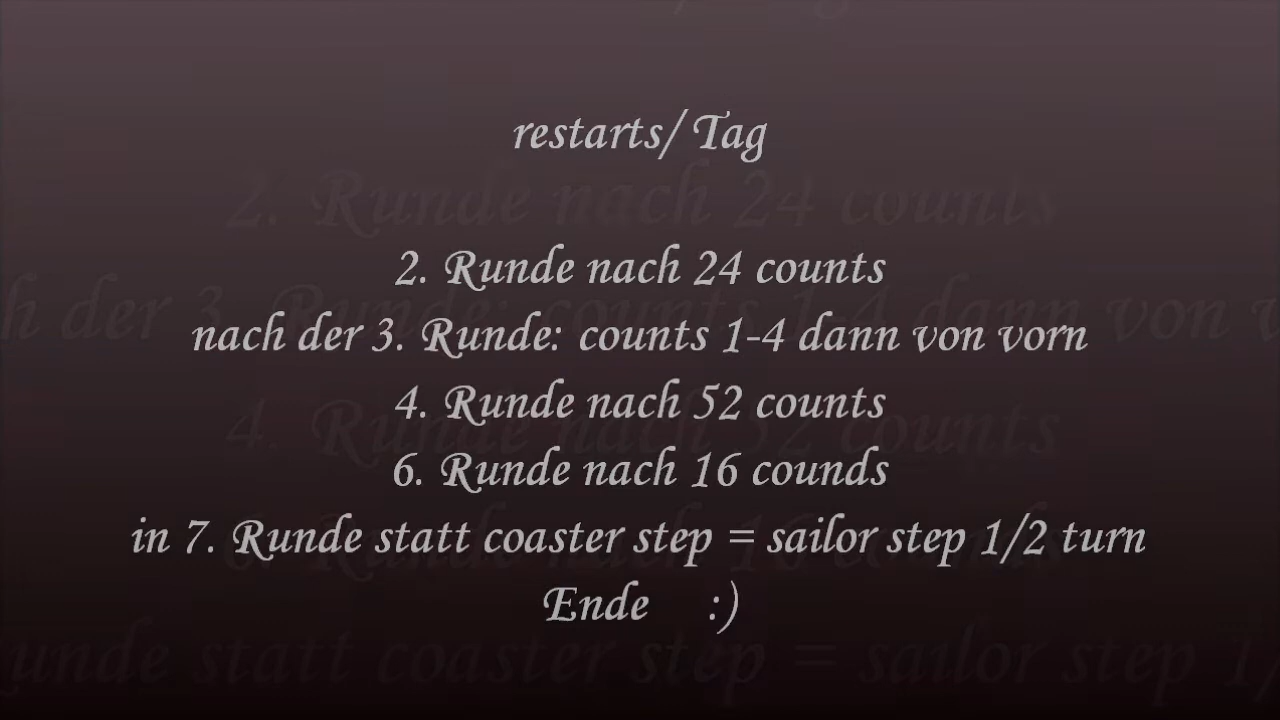 restarts/ Tag
2. Runde nach 24 counts
nach der 3. Runde: counts 1-4 dann von vorn
4. Runde nach 52 counts
6. Runde nach 16 counds
in 7. Runde statt coaster step = sailor step 1/2 turn
Ende :)